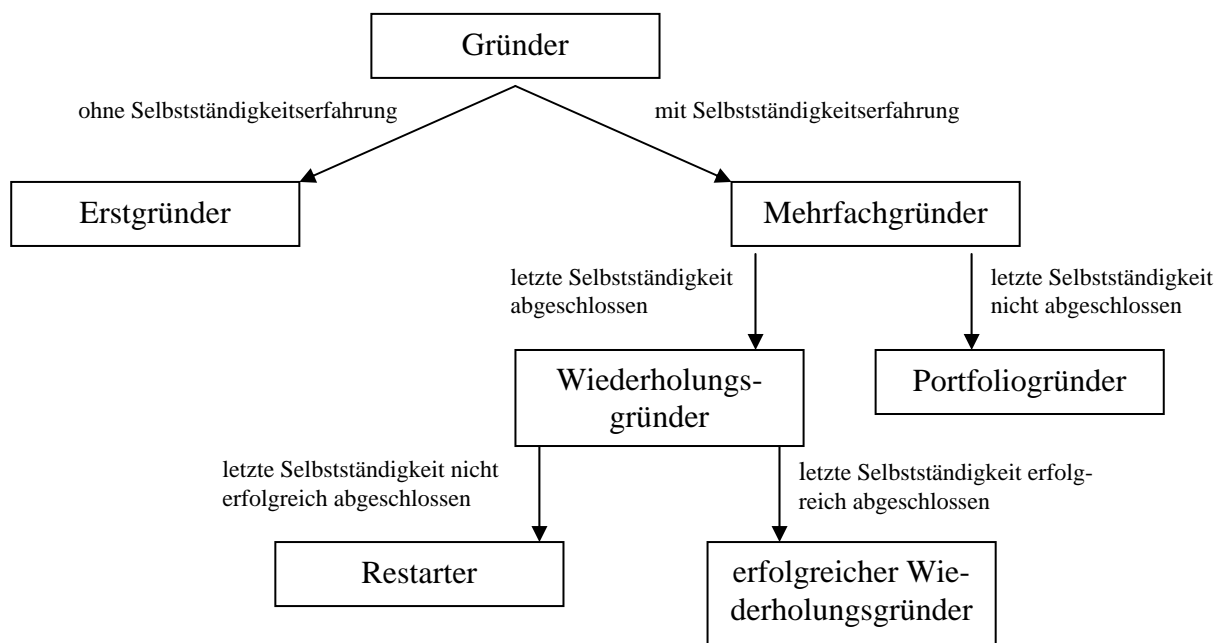 Gründer
ohne Selbstständigkeitserfahrung
mit Selbstständigkeitserfahrung
Erstgründer
Mehrfachgründer
letzte Selbstständigkeit
abgeschlossen
letzte Selbstständigkeit
nicht abgeschlossen
Wiederholungs-
gründer
Portfoliogründer
letzte Selbstständigkeit nicht
erfolgreich abgeschlossen
letzte Selbstständigkeit erfolg-
reich abgeschlossen
Restarter
erfolgreicher Wie-
derholungsgründer